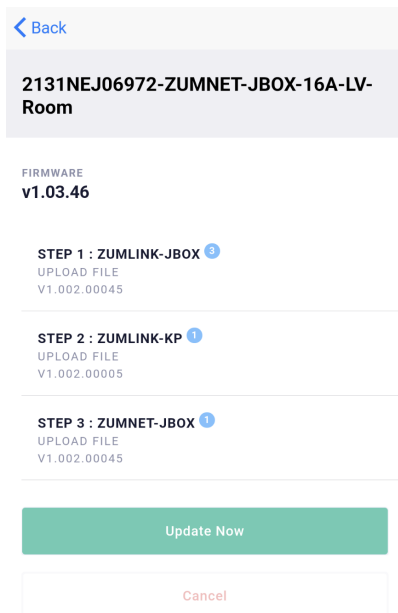 Back
2131NEJ06972-ZUMNET-JBOX-16A-LV-
Room
FIRMWARE
v1.03.46
STEP 1 : ZUMLINK-JBOX 3
UPLOAD FILE
V1.002.00045
STEP 2 : ZUMLINK-KP 1
UPLOAD FILE
V1.002.00005
STEP 3 : ZUMNET-JBOX 1
UPLOAD FILE
V1.002.00045
Update Now
Cancel